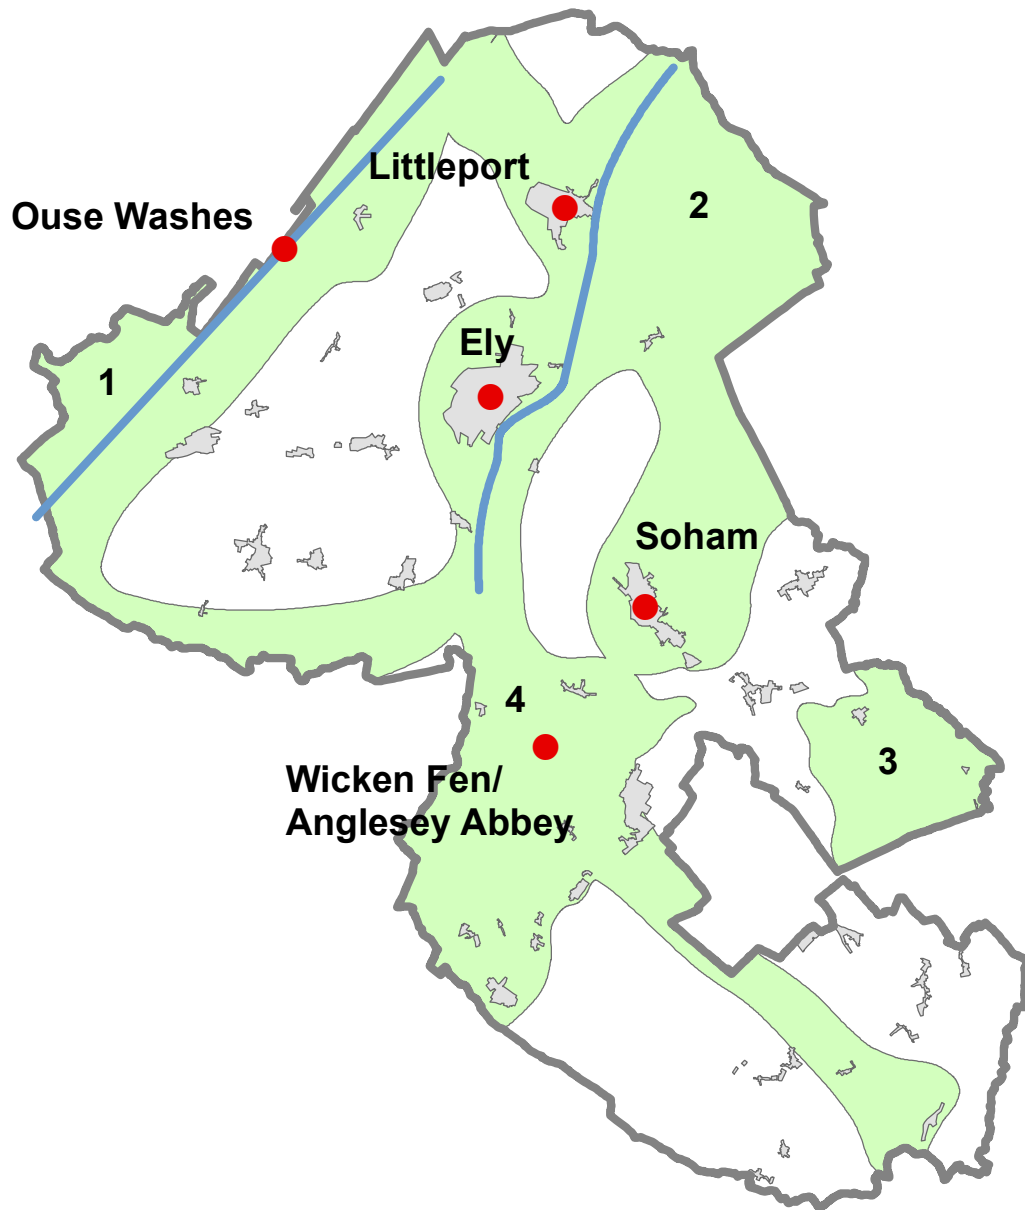 Littleport
2
Ouse Washes
Ely
1
Soham
4
3
Wicken Fen/
Anglesey Abbey